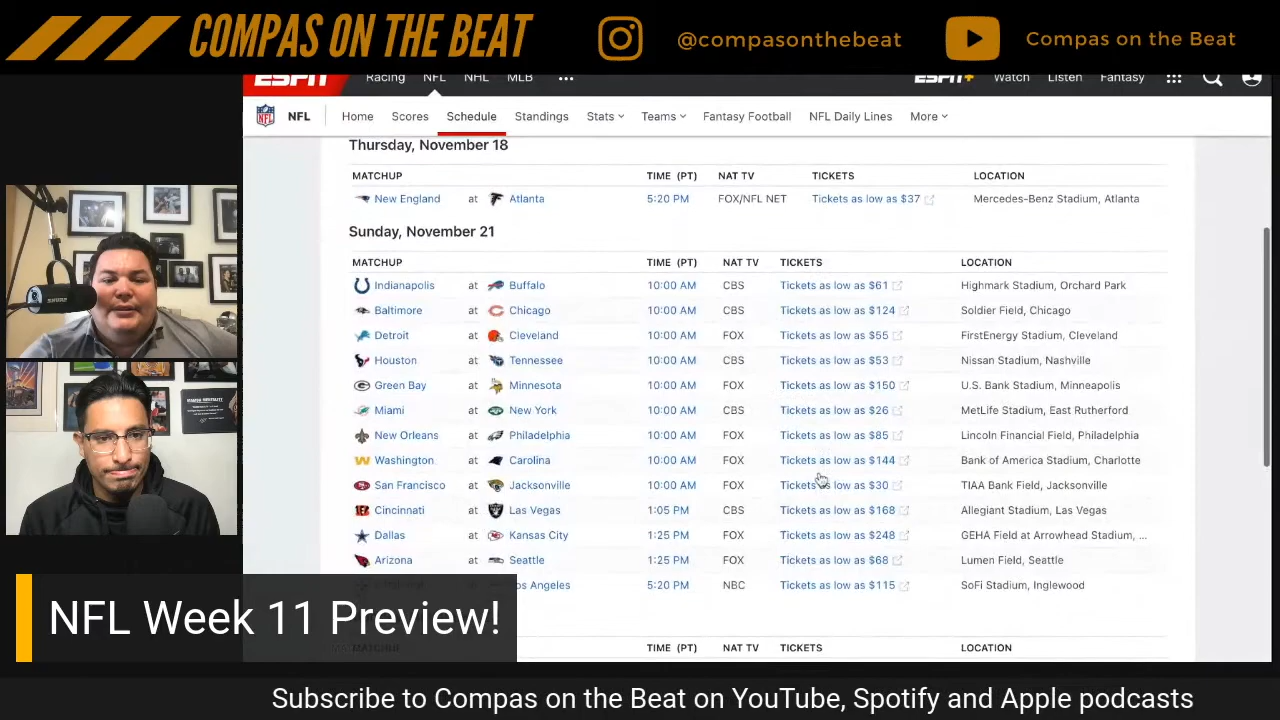 COMPAS ON THE BEAT
@compasonthebeat
Compas on the Beat
ESPN
Racing NFL NHL MLB
ESPN+ Watch Listen Fantasy
NFL Home Scores Schedule Standings Stats Teams Fantasy Football NFL Daily Lines More
Thursday, November 18
MATCHUP TIME (PT) NAT TV TICKETS LOCATION
New England at Atlanta 5:20 PM FOX/NFL NET Tickets as low as $37 Mercedes-Benz Stadium, Atlanta
Sunday, November 21
MATCHUP TIME (PT) NAT TV TICKETS LOCATION
Indianapolis at Buffalo 10:00 AM CBS Tickets as low as $61 Highmark Stadium, Orchard Park
Baltimore at Chicago 10:00 AM CBS Tickets as low as $124 Soldier Field, Chicago
Detroit at Cleveland 10:00 AM FOX Tickets as low as $55 FirstEnergy Stadium, Cleveland
Houston at Tennessee 10:00 AM CBS Tickets as low as $53 Nissan Stadium, Nashville
Green Bay at Minnesota 10:00 AM FOX Tickets as low as $150 U.S. Bank Stadium, Minneapolis
Miami at New York 10:00 AM CBS Tickets as low as $26 MetLife Stadium, East Rutherford
New Orleans at Philadelphia 10:00 AM FOX Tickets as low as $85 Lincoln Financial Field, Philadelphia
Washington at Carolina 10:00 AM FOX Tickets as low as $144 Bank of America Stadium, Charlotte
San Francisco at Jacksonville 10:00 AM FOX Tickets as low as $30 TIAA Bank Field, Jacksonville
Cincinnati at Las Vegas 1:05 PM CBS Tickets as low as $168 Allegiant Stadium, Las Vegas
Dallas at Kansas City 1:25 PM FOX Tickets as low as $248 GEHA Field at Arrowhead Stadium, ...
Arizona at Seattle 1:25 PM FOX Tickets as low as $68 Lumen Field, Seattle
Los Angeles 5:20 PM NBC Tickets as low as $115 SoFi Stadium, Inglewood
MATCHUP TIME (PT) NAT TV TICKETS LOCATION
NFL Week 11 Preview!
Subscribe to Compas on the Beat on YouTube, Spotify and Apple podcasts